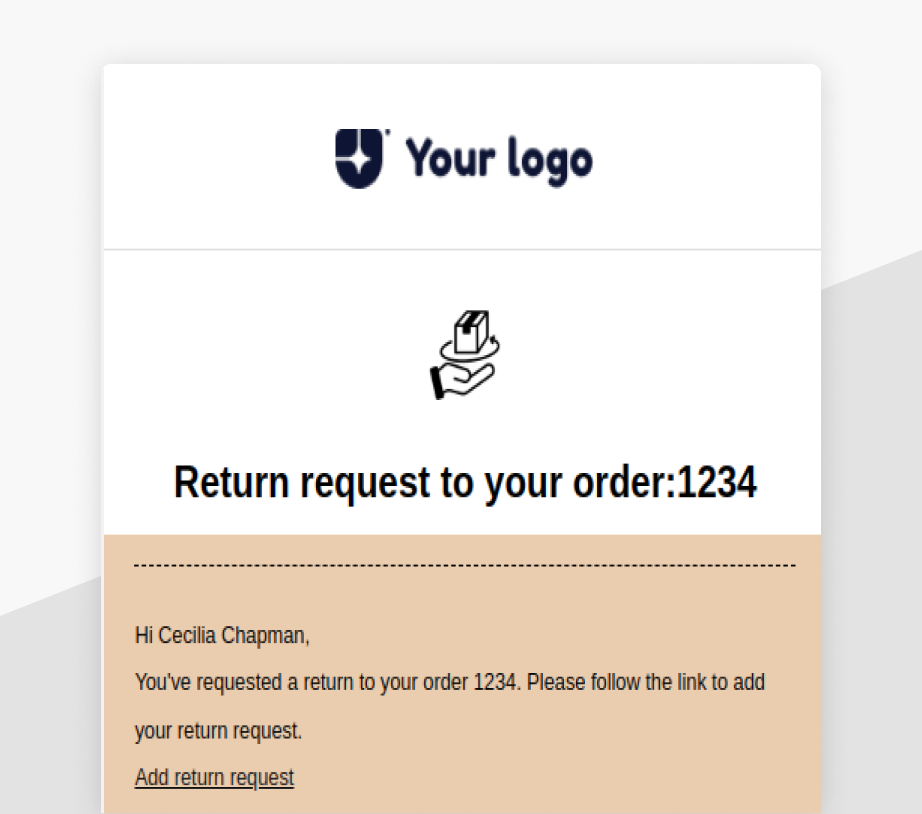 Your logo
Return request to your order:1234
Hi Cecilia Chapman,
You've requested a return to your order 1234. Please follow the link to add
your return request.
Add return request